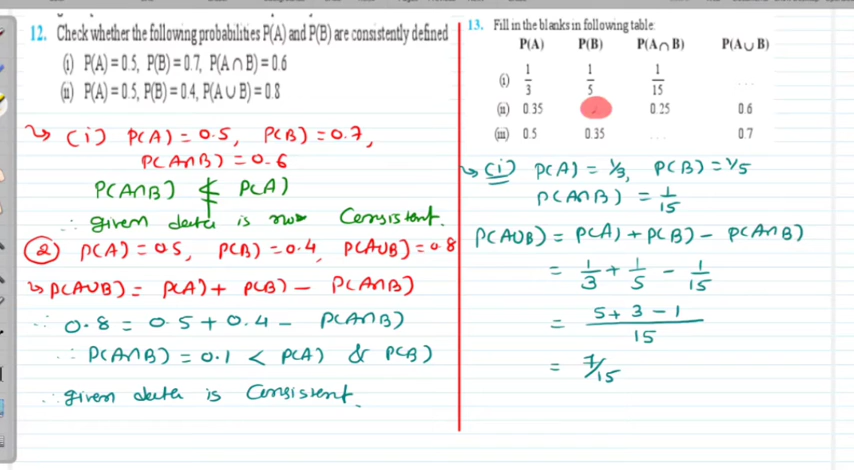 12. Check whether the following probabilities P(A) and P(B) are consistently defined
(i) P(A) = 0.5, P(B) = 0.7, P(A ∩ B) = 0.6
(ii) P(A) = 0.5, P(B) = 0.4, P(A ∪ B) = 0.8
(i) P(A) = 0.5, P(B) = 0.7,
P(A∩B) = 0.6
P(A∩B) ≮ P(A)
∴ given data is not Consistent.
(2) P(A) = 0.5, P(B) = 0.4, P(A∪B) = 0.8
P(A∪B) = P(A) + P(B) - P(A∩B)
∴ 0.8 = 0.5 + 0.4 - P(A∩B)
∴ P(A∩B) = 0.1 < P(A) & P(B)
∴ given data is Consistent.
13. Fill in the blanks in following table:
P(A) P(B) P(A ∩ B) P(A ∪ B)
(i) 1/3 1/5 1/15 ...
(ii) 0.35 0.25 0.6
(iii) 0.5 0.35 ... 0.7
(i) P(A) = 1/3, P(B) = 1/5
P(A∩B) = 1/15
P(A∪B) = P(A) + P(B) - P(A∩B)
= 1/3 + 1/5 - 1/15
= 5 + 3 - 1 / 15
= 7/15